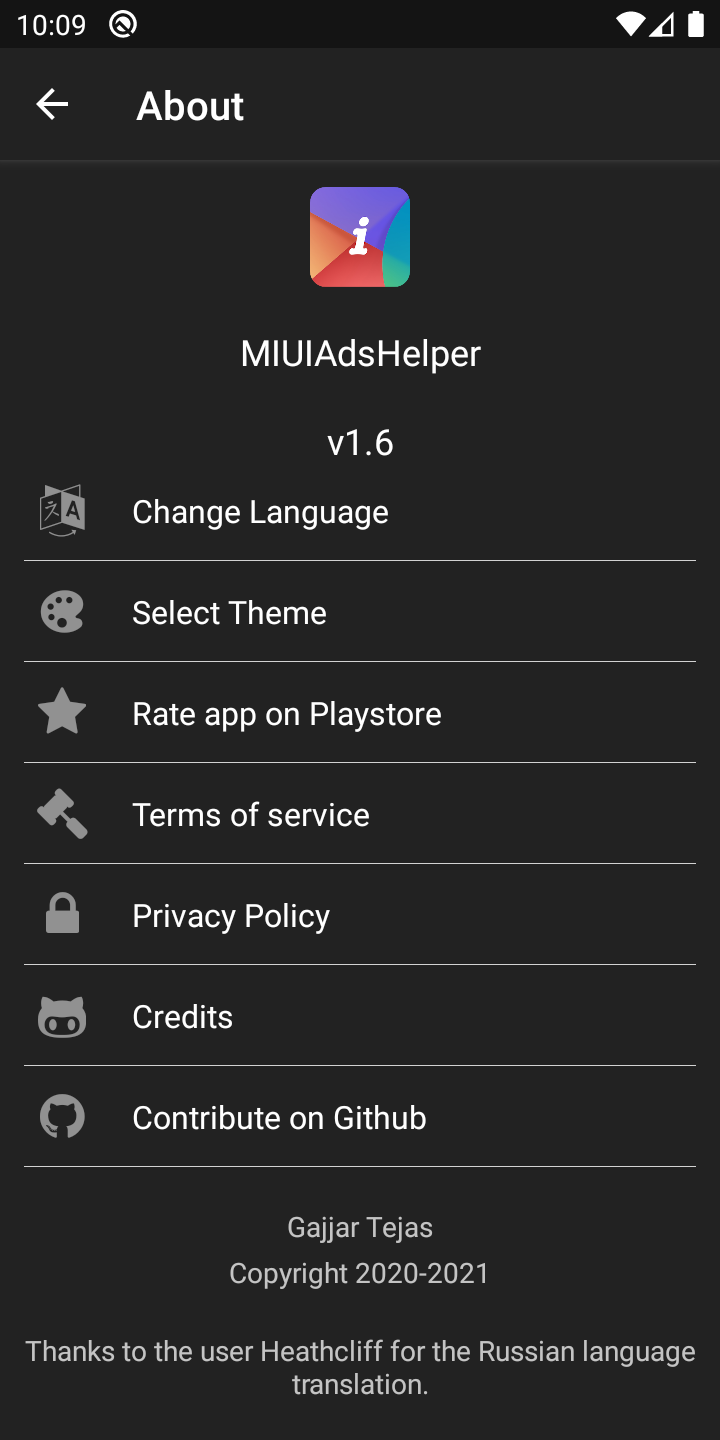 10:09
About
i
MIUIAdsHelper
v1.6
Change Language
Select Theme
Rate app on Playstore
Terms of service
Privacy Policy
Credits
Contribute on Github
Gajjar Tejas
Copyright 2020-2021
Thanks to the user Heathcliff for the Russian language
translation.